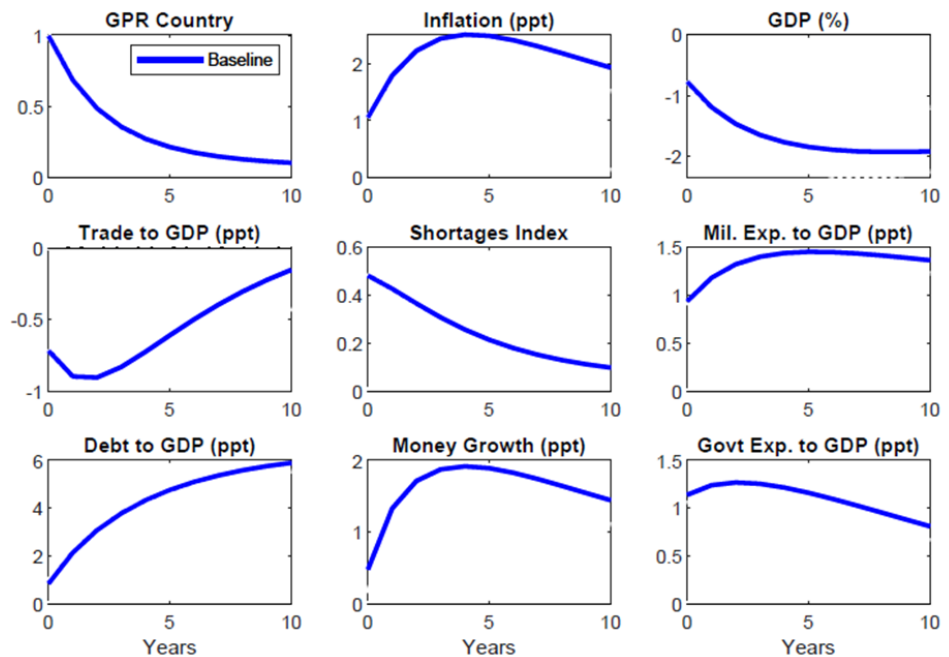 GPR Country
1
0.5
0
0 5 10
Baseline
Inflation (ppt)
2
1
0
0 5 10
GDP (%)
0
-1
-2
0 5 10
Trade to GDP (ppt)
0
-0.5
-1
0 5 10
Shortages Index
0.6
0.4
0.2
0
0 5 10
Mil. Exp. to GDP (ppt)
1.5
1
0.5
0
0 5 10
Debt to GDP (ppt)
6
4
2
0
0 5 10
Years
Money Growth (ppt)
2
1
0
0 5 10
Years
Govt Exp. to GDP (ppt)
1.5
1
0.5
0
0 5 10
Years